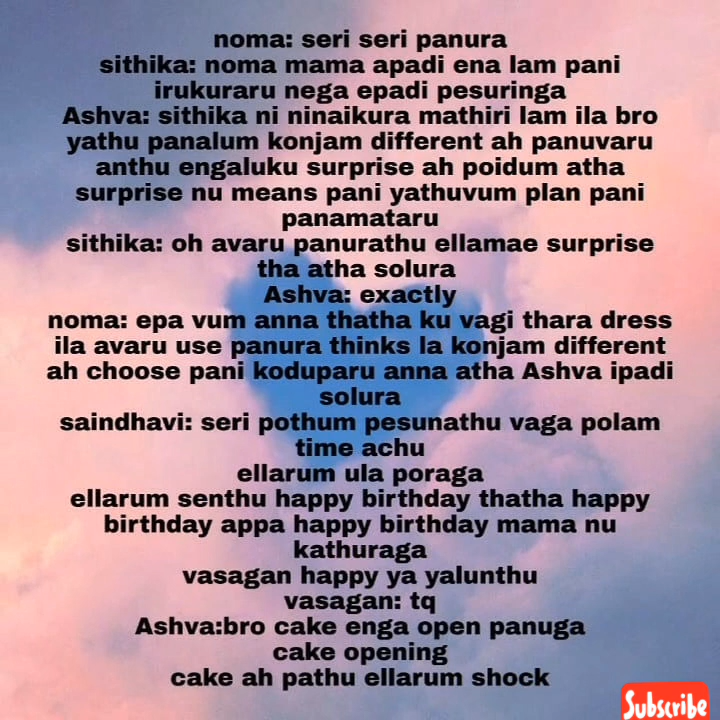 noma: seri seri panura
sithika: noma mama apadi ena lam pani
irukuraru nega epadi pesuringa
Ashva: sithika ni ninaikura mathiri lam ila bro
yathu panalum konjam different ah panuvaru
anthu engaluku surprise ah poidum atha
surprise nu means pani yathuvum plan pani
panamataru
sithika: oh avaru panurathu ellamae surprise
tha atha solura
Ashva: exactly
noma: epa vum anna thatha ku vagi thara dress
ila avaru use panura thinks la konjam different
ah choose pani koduparu anna atha Ashva ipadi
solura
saindhavi: seri pothum pesunathu vaga polam
time achu
ellarum ula poraga
ellarum senthu happy birthday thatha happy
birthday appa happy birthday mama nu
kathuraga
vasagan happy ya yalunthu
vasagan: tq
Ashva:bro cake enga open panuga
cake opening
cake ah pathu ellarum shock
Subscribe